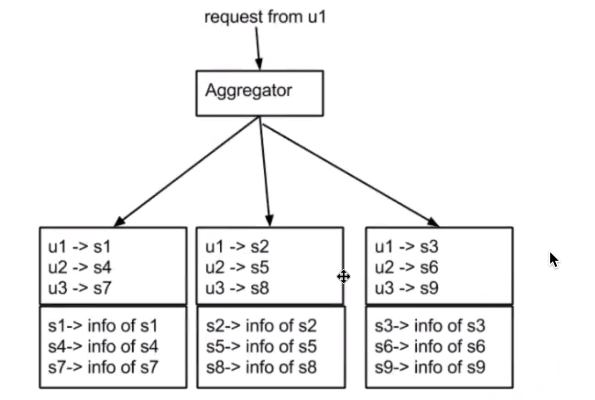 request from u1
Aggregator
u1 -> s1
u2 -> s4
u3 -> s7
s1-> info of s1
s4-> info of s4
s7-> info of s7
u1 -> s2
u2 -> s5
u3 -> s8
s2-> info of s2
s5-> info of s5
s8-> info of s8
u1 -> s3
u2 -> s6
u3 -> s9
s3-> info of s3
s6-> info of s6
s9-> info of s9